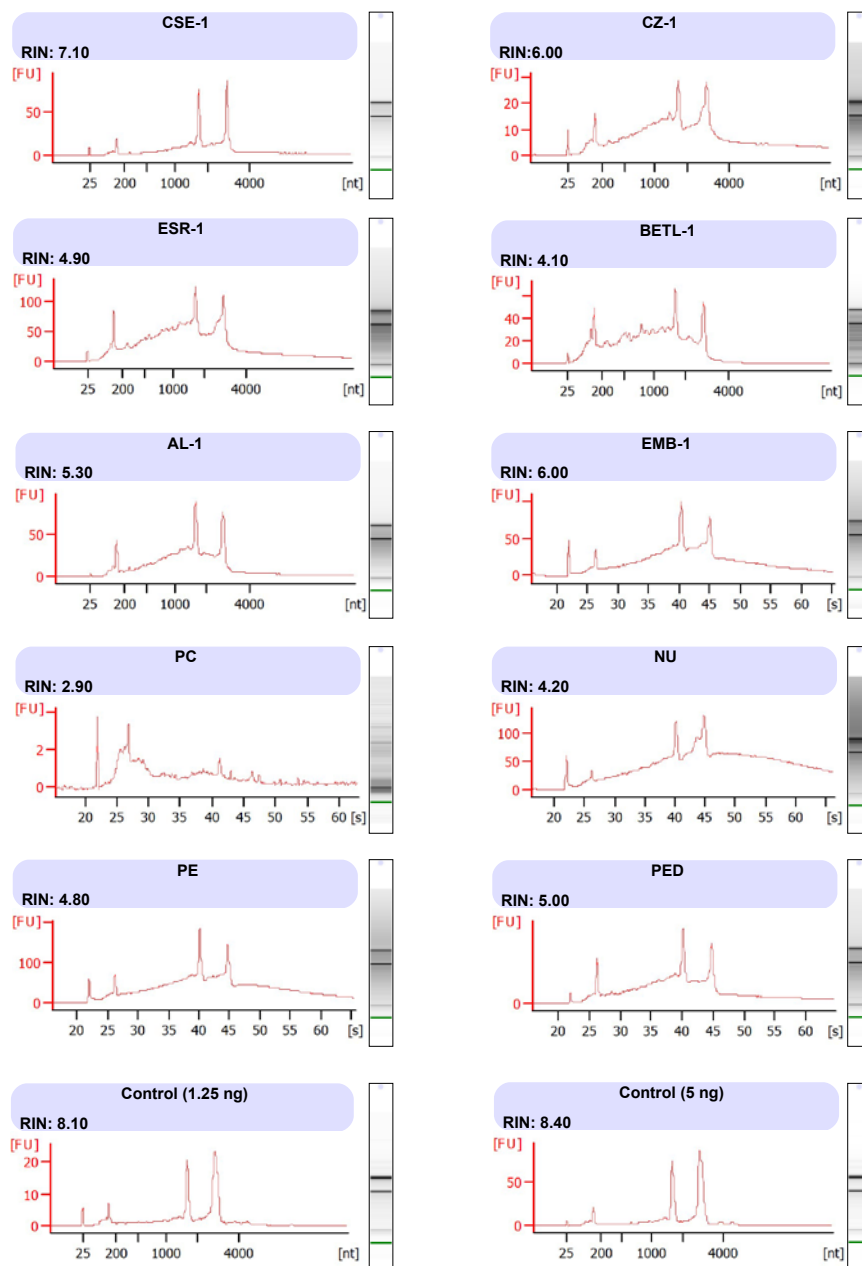 CSE-1
RIN: 7.10
[FU]
50
0
25 200 1000 4000 [nt]
CZ-1
RIN:6.00
[FU]
20
10
0
25 200 1000 4000 [nt]
ESR-1
RIN: 4.90
[FU]
100
50
0
25 200 1000 4000 [nt]
BETL-1
RIN: 4.10
[FU]
40
20
0
25 200 1000 4000 [nt]
AL-1
RIN: 5.30
[FU]
50
0
25 200 1000 4000 [nt]
EMB-1
RIN: 6.00
[FU]
50
0
20 25 30 35 40 45 50 55 60 [s]
PC
RIN: 2.90
[FU]
2
0
20 25 30 35 40 45 50 55 60 [s]
NU
RIN: 4.20
[FU]
100
50
0
20 25 30 35 40 45 50 55 60 [s]
PE
RIN: 4.80
[FU]
100
0
20 25 30 35 40 45 50 55 60 [s]
PED
RIN: 5.00
[FU]
0
20 25 30 35 40 45 50 55 60 [s]
Control (1.25 ng)
RIN: 8.10
[FU]
20
10
0
25 200 1000 4000 [nt]
Control (5 ng)
RIN: 8.40
[FU]
50
0
25 200 1000 4000 [nt]